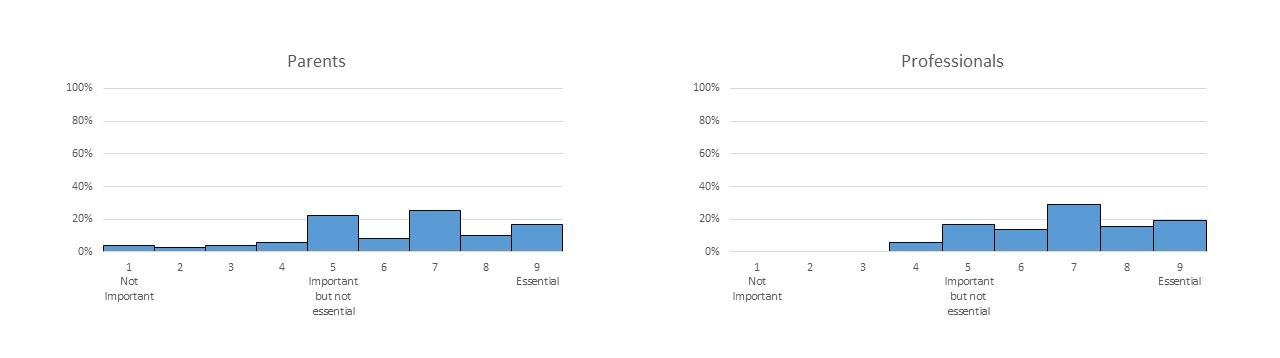 Parents
100%
80%
60%
40%
20%
0%
1 2 3 4 5 6 7 8 9
Not Important Essential
Important but not
essential
Professionals
100%
80%
60%
40%
20%
0%
1 2 3 4 5 6 7 8 9
Not Important Essential
Important but not
essential